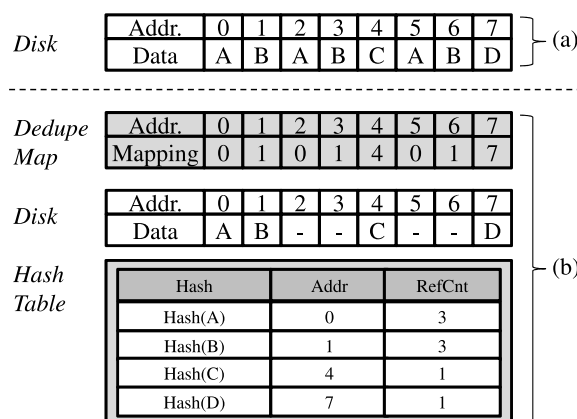 Disk
Addr. 0 1 2 3 4 5 6 7
Data A B A B C A B D
(a)
Dedupe Map
Addr. 0 1 2 3 4 5 6 7
Mapping 0 1 0 1 4 0 1 7
Disk
Addr. 0 1 2 3 4 5 6 7
Data A B - - C - - D
(b)
Hash Table
Hash Addr RefCnt
Hash(A) 0 3
Hash(B) 1 3
Hash(C) 4 1
Hash(D) 7 1